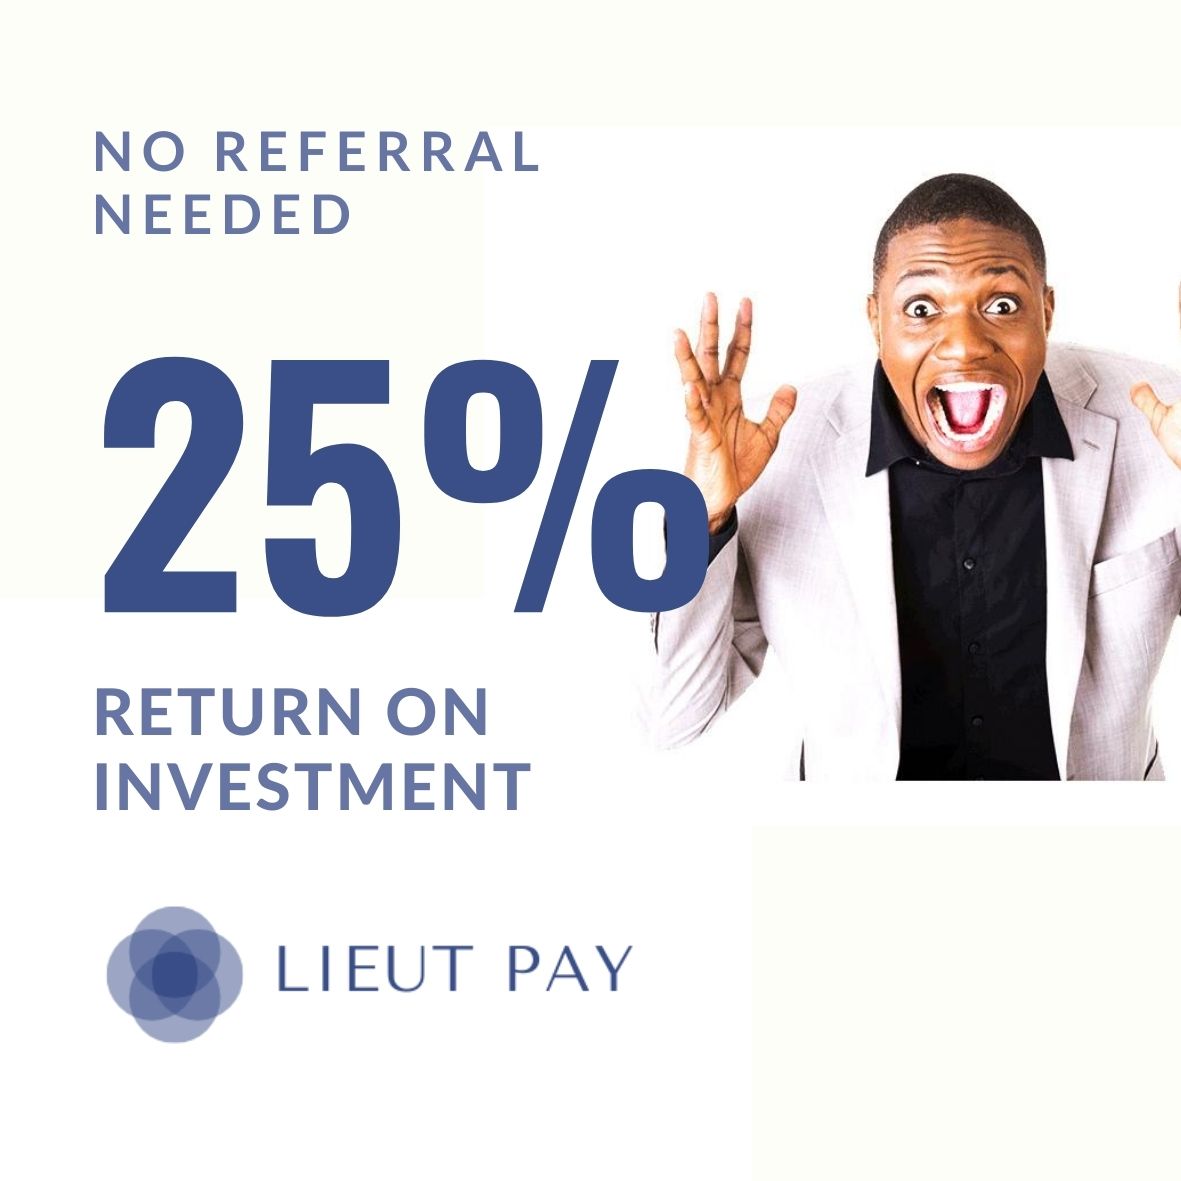 NO REFERRAL
NEEDED
25%
RETURN ON
INVESTMENT
LIEUT PAY